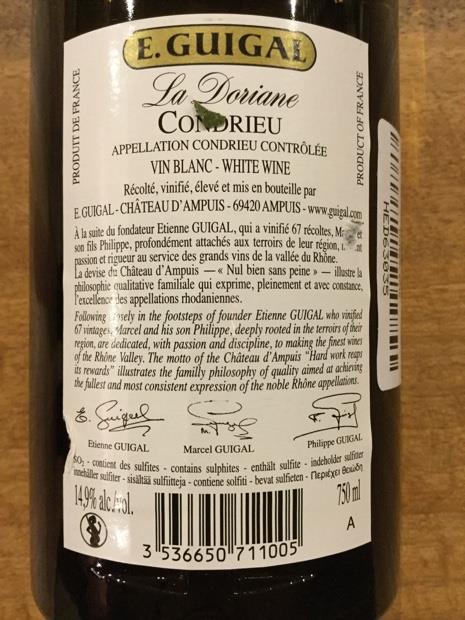 E. GUIGAL
La Doriane
CONDRIEU
APPELLATION CONDRIEU CONTRÔLÉE
VIN BLANC - WHITE WINE
Récolté, vinifié, élevé et mis en bouteille par
E. GUIGAL - CHÂTEAU D'AMPUIS - 69420 AMPUIS - www.guigal.com
PRODUIT DE FRANCE
PRODUCT OF FRANCE
À la suite du fondateur Etienne GUIGAL, qui a vinifié 67 récoltes, et
son fils Philippe, profondément attachés aux terroirs de leur région,
passion et rigueur au service des grands vins de la vallée du Rhône.
La devise du Château d'Ampuis — « Nul bien sans peine » — illustre la
philosophie qualitative familiale qui exprime, pleinement et avec constance,
l'excellence des appellations rhodaniennes.
Following in the footsteps of founder Etienne GUIGAL who vinified
67 vintages, Marcel and his son Philippe, deeply rooted in the terroirs of their
region, are dedicated, with passion and discipline, to making the finest wines
of the Rhône Valley. The motto of the Château d'Ampuis "Hard work reaps
its rewards" illustrates the familly philosophy of quality aimed at achieving
the fullest and most consistent expression of the noble Rhône appellations.
Etienne GUIGAL
Marcel GUIGAL
Philippe GUIGAL
SO₂ - contient des sulfites - contains sulphites - enthält sulfite - indeholder sulfitter
innehåller sulfiter - sisältää sulfiitteja - contiene solfiti - bevat sulfieten - Περιέχει θειώδη
14,9% alc./vol.
750 ml
A
3 536650 711005
HED63035